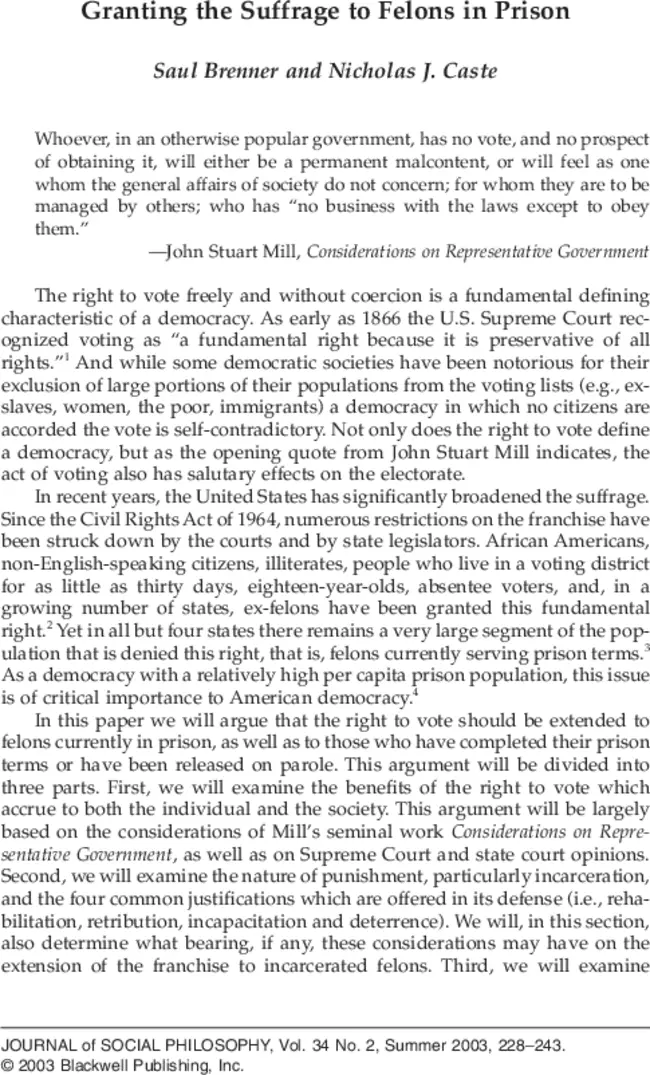 Granting the Suffrage to Felons in Prison
Saul Brenner and Nicholas J. Caste
Whoever, in an otherwise popular government, has no vote, and no prospect
of obtaining it, will either be a permanent malcontent, or will feel as one
whom the general affairs of society do not concern; for whom they are to be
managed by others; who has “no business with the laws except to obey
them.”
—John Stuart Mill, Considerations on Representative Government
The right to vote freely and without coercion is a fundamental defining
characteristic of a democracy. As early as 1866 the U.S. Supreme Court rec-
ognized voting as “a fundamental right because it is preservative of all
rights.”1 And while some democratic societies have been notorious for their
exclusion of large portions of their populations from the voting lists (e.g., ex-
slaves, women, the poor, immigrants) a democracy in which no citizens are
accorded the vote is self-contradictory. Not only does the right to vote define
a democracy, but as the opening quote from John Stuart Mill indicates, the
act of voting also has salutary effects on the electorate.
In recent years, the United States has significantly broadened the suffrage.
Since the Civil Rights Act of 1964, numerous restrictions on the franchise have
been struck down by the courts and by state legislators. African Americans,
non-English-speaking citizens, illiterates, people who live in a voting district
for as little as thirty days, eighteen-year-olds, absentee voters, and, in a
growing number of states, ex-felons have been granted this fundamental
right.2 Yet in all but four states there remains a very large segment of the pop-
ulation that is denied this right, that is, felons currently serving prison terms.3
As a democracy with a relatively high per capita prison population, this issue
is of critical importance to American democracy.4
In this paper we will argue that the right to vote should be extended to
felons currently in prison, as well as to those who have completed their prison
terms or have been released on parole. This argument will be divided into
three parts. First, we will examine the benefits of the right to vote which
accrue to both the individual and the society. This argument will be largely
based on the considerations of Mill’s seminal work Considerations on Repre-
sentative Government, as well as on Supreme Court and state court opinions.
Second, we will examine the nature of punishment, particularly incarceration,
and the four common justifications which are offered in its defense (i.e., reha-
bilitation, retribution, incapacitation and deterrence). We will, in this section,
also determine what bearing, if any, these considerations may have on the
extension of the franchise to incarcerated felons. Third, we will examine
JOURNAL of SOCIAL PHILOSOPHY, Vol. 34 No. 2, Summer 2003, 228–243.
© 2003 Blackwell Publishing, Inc.